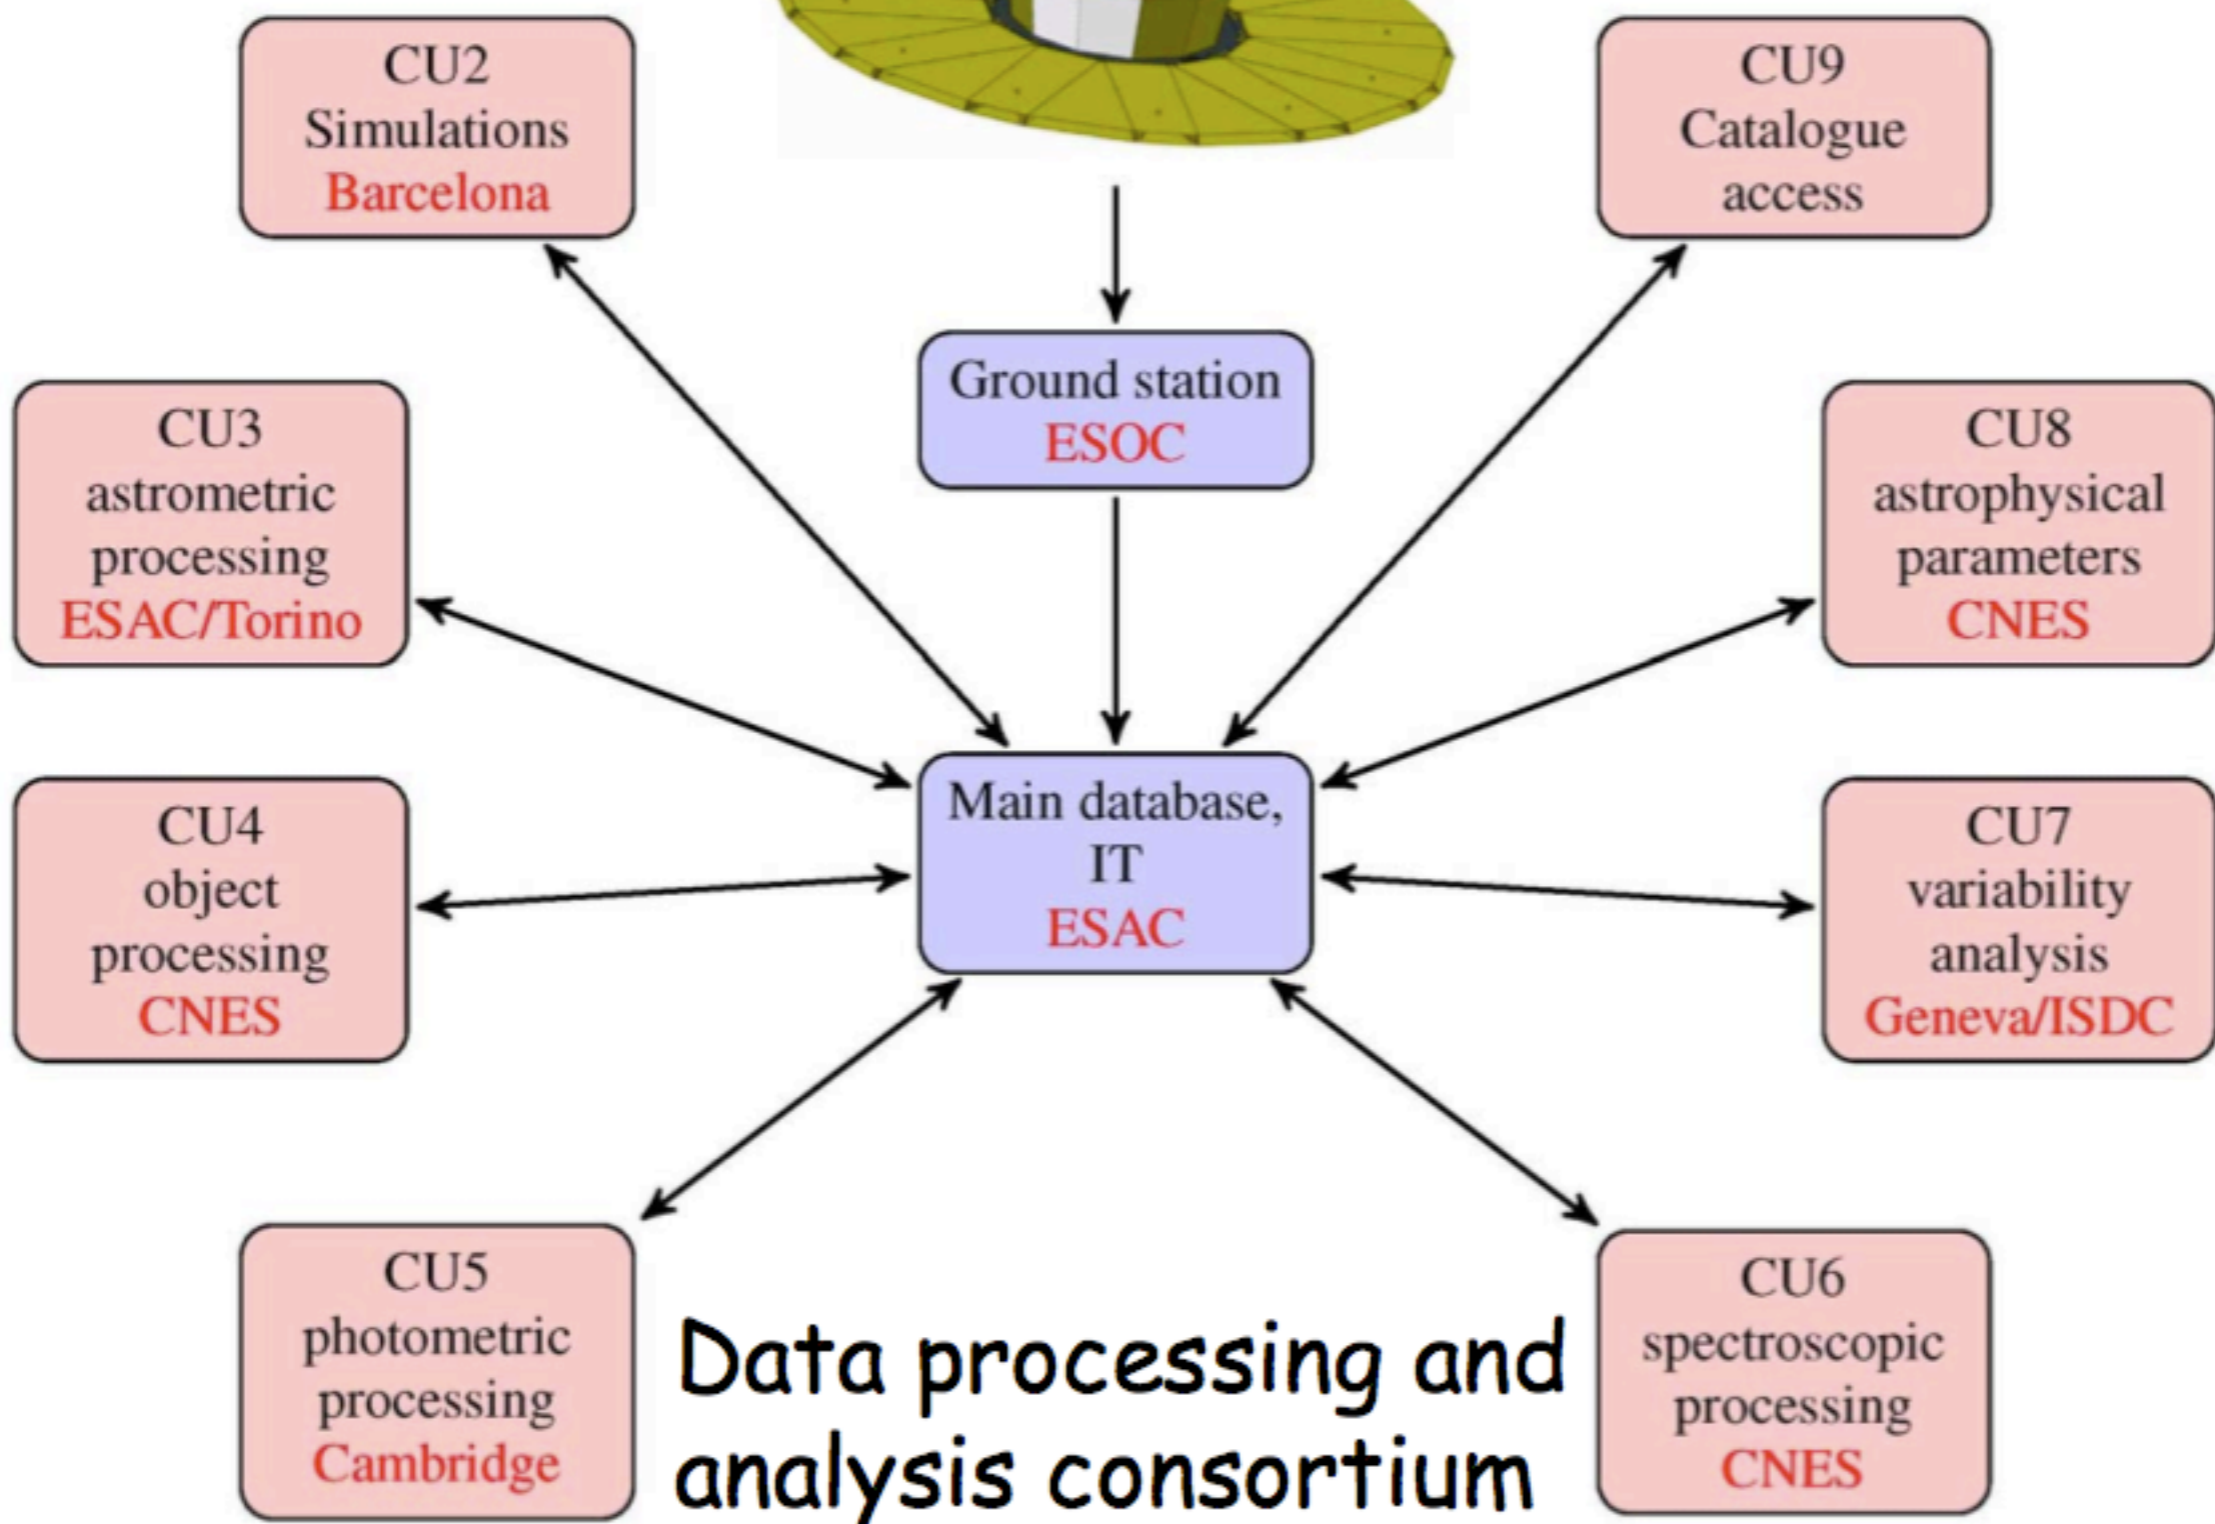 CU2
Simulations
Barcelona
CU9
Catalogue
access
Ground station
ESOC
CU3
astrometric
processing
ESAC/Torino
CU8
astrophysical
parameters
CNES
Main database,
IT
ESAC
CU4
object
processing
CNES
CU7
variability
analysis
Geneva/ISDC
CU5
photometric
processing
Cambridge
CU6
spectroscopic
processing
CNES
Data processing and
analysis consortium